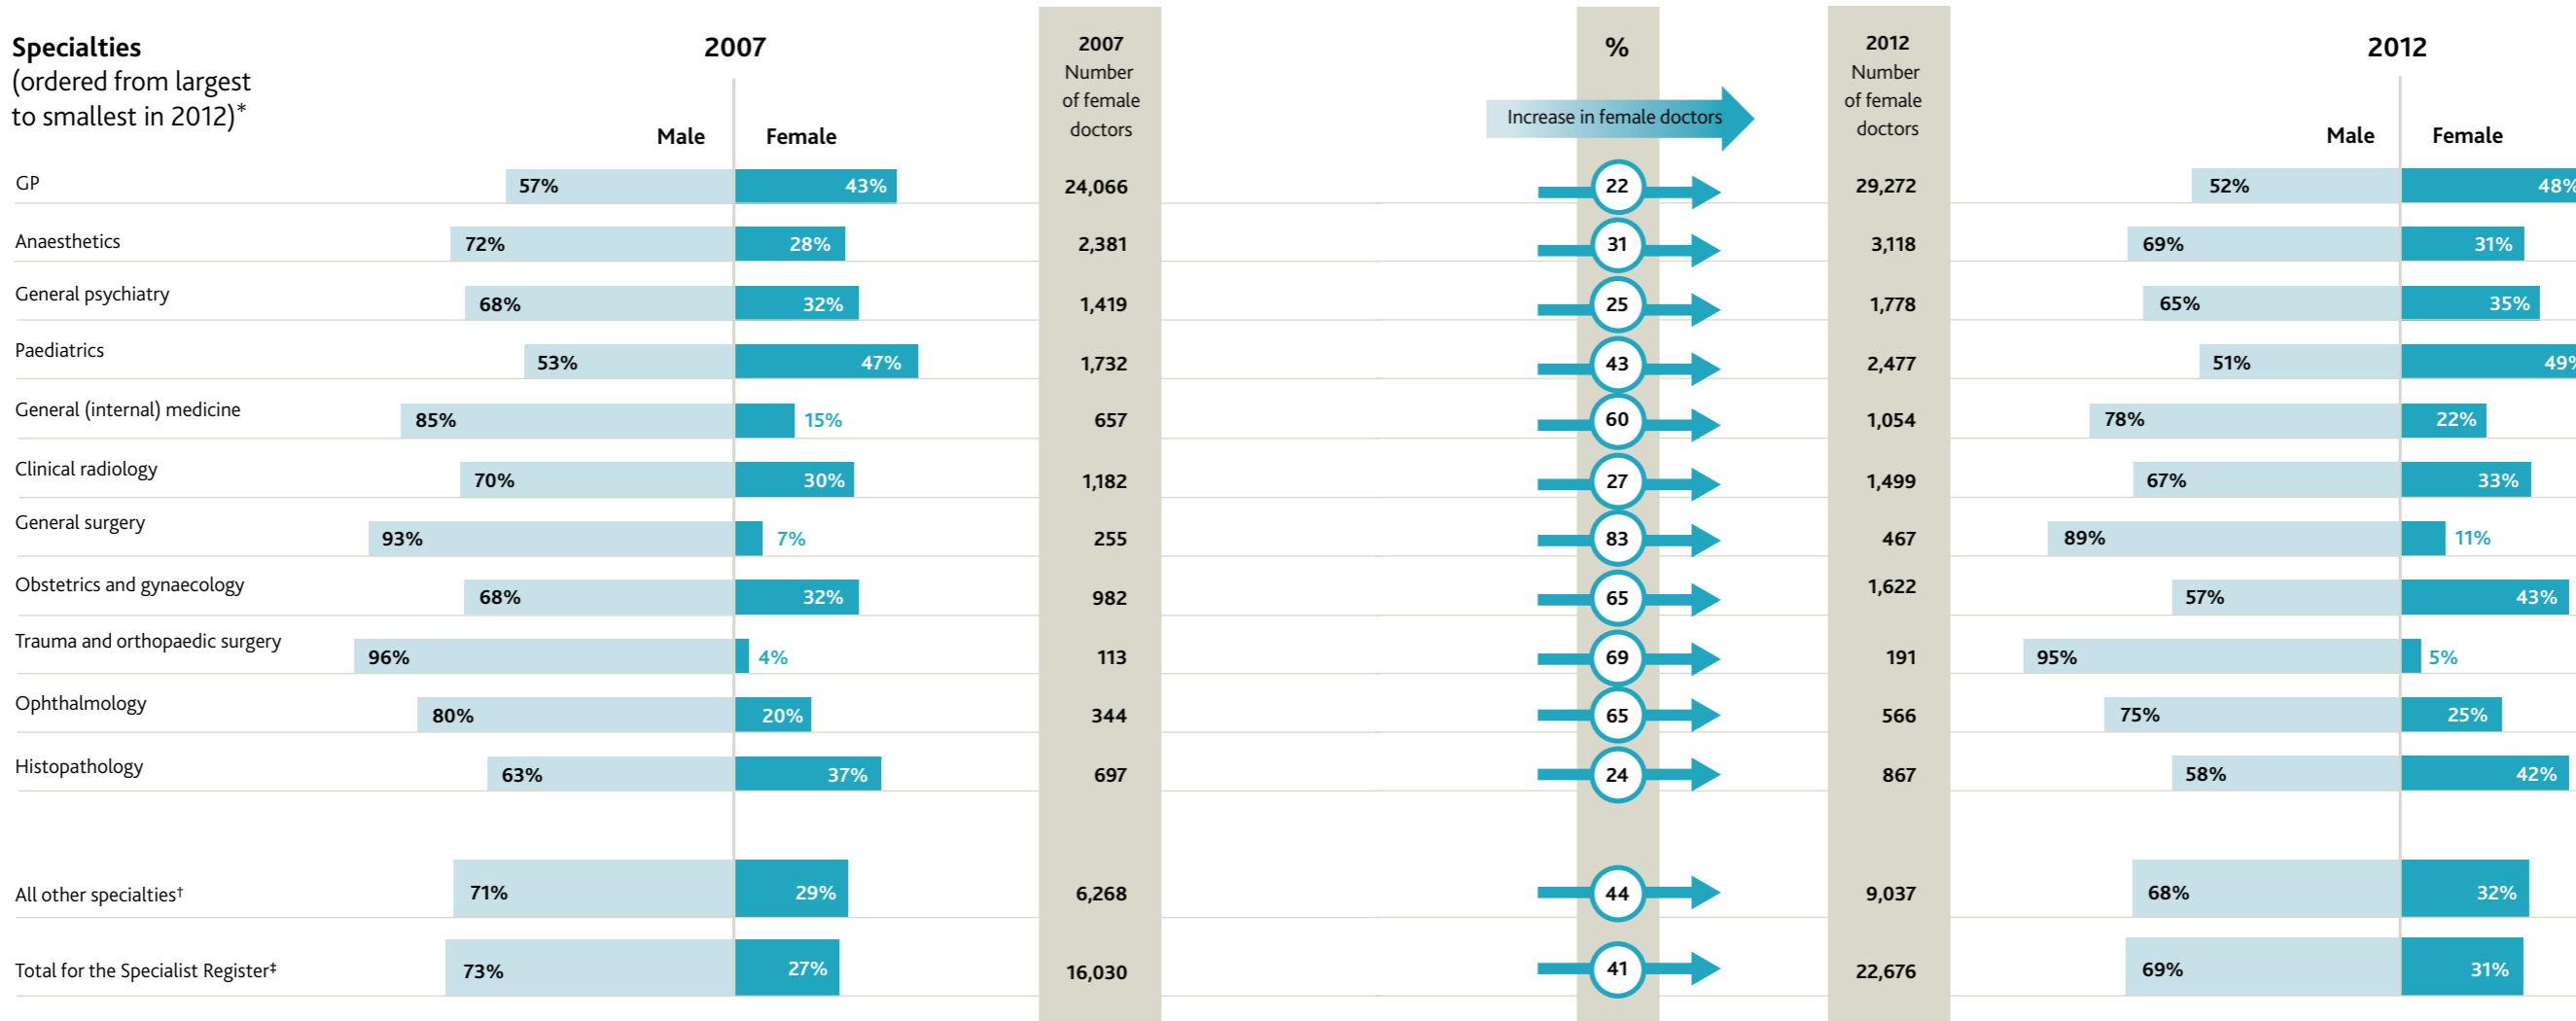 Specialties
(ordered from largest
to smallest in 2012)*
2007
Male Female
2007
Number
of female
doctors
%
Increase in female doctors
2012
Number
of female
doctors
2012
Male Female
GP 57% 43% 24,066 22 29,272 52% 48%
Anaesthetics 72% 28% 2,381 31 3,118 69% 31%
General psychiatry 68% 32% 1,419 25 1,778 65% 35%
Paediatrics 53% 47% 1,732 43 2,477 51% 49%
General (internal) medicine 85% 15% 657 60 1,054 78% 22%
Clinical radiology 70% 30% 1,182 27 1,499 67% 33%
General surgery 93% 7% 255 83 467 89% 11%
Obstetrics and gynaecology 68% 32% 982 65 1,622 57% 43%
Trauma and orthopaedic surgery 96% 4% 113 69 191 95% 5%
Ophthalmology 80% 20% 344 65 566 75% 25%
Histopathology 63% 37% 697 24 867 58% 42%
All other specialties† 71% 29% 6,268 44 9,037 68% 32%
Total for the Specialist Register‡ 73% 27% 16,030 41 22,676 69% 31%